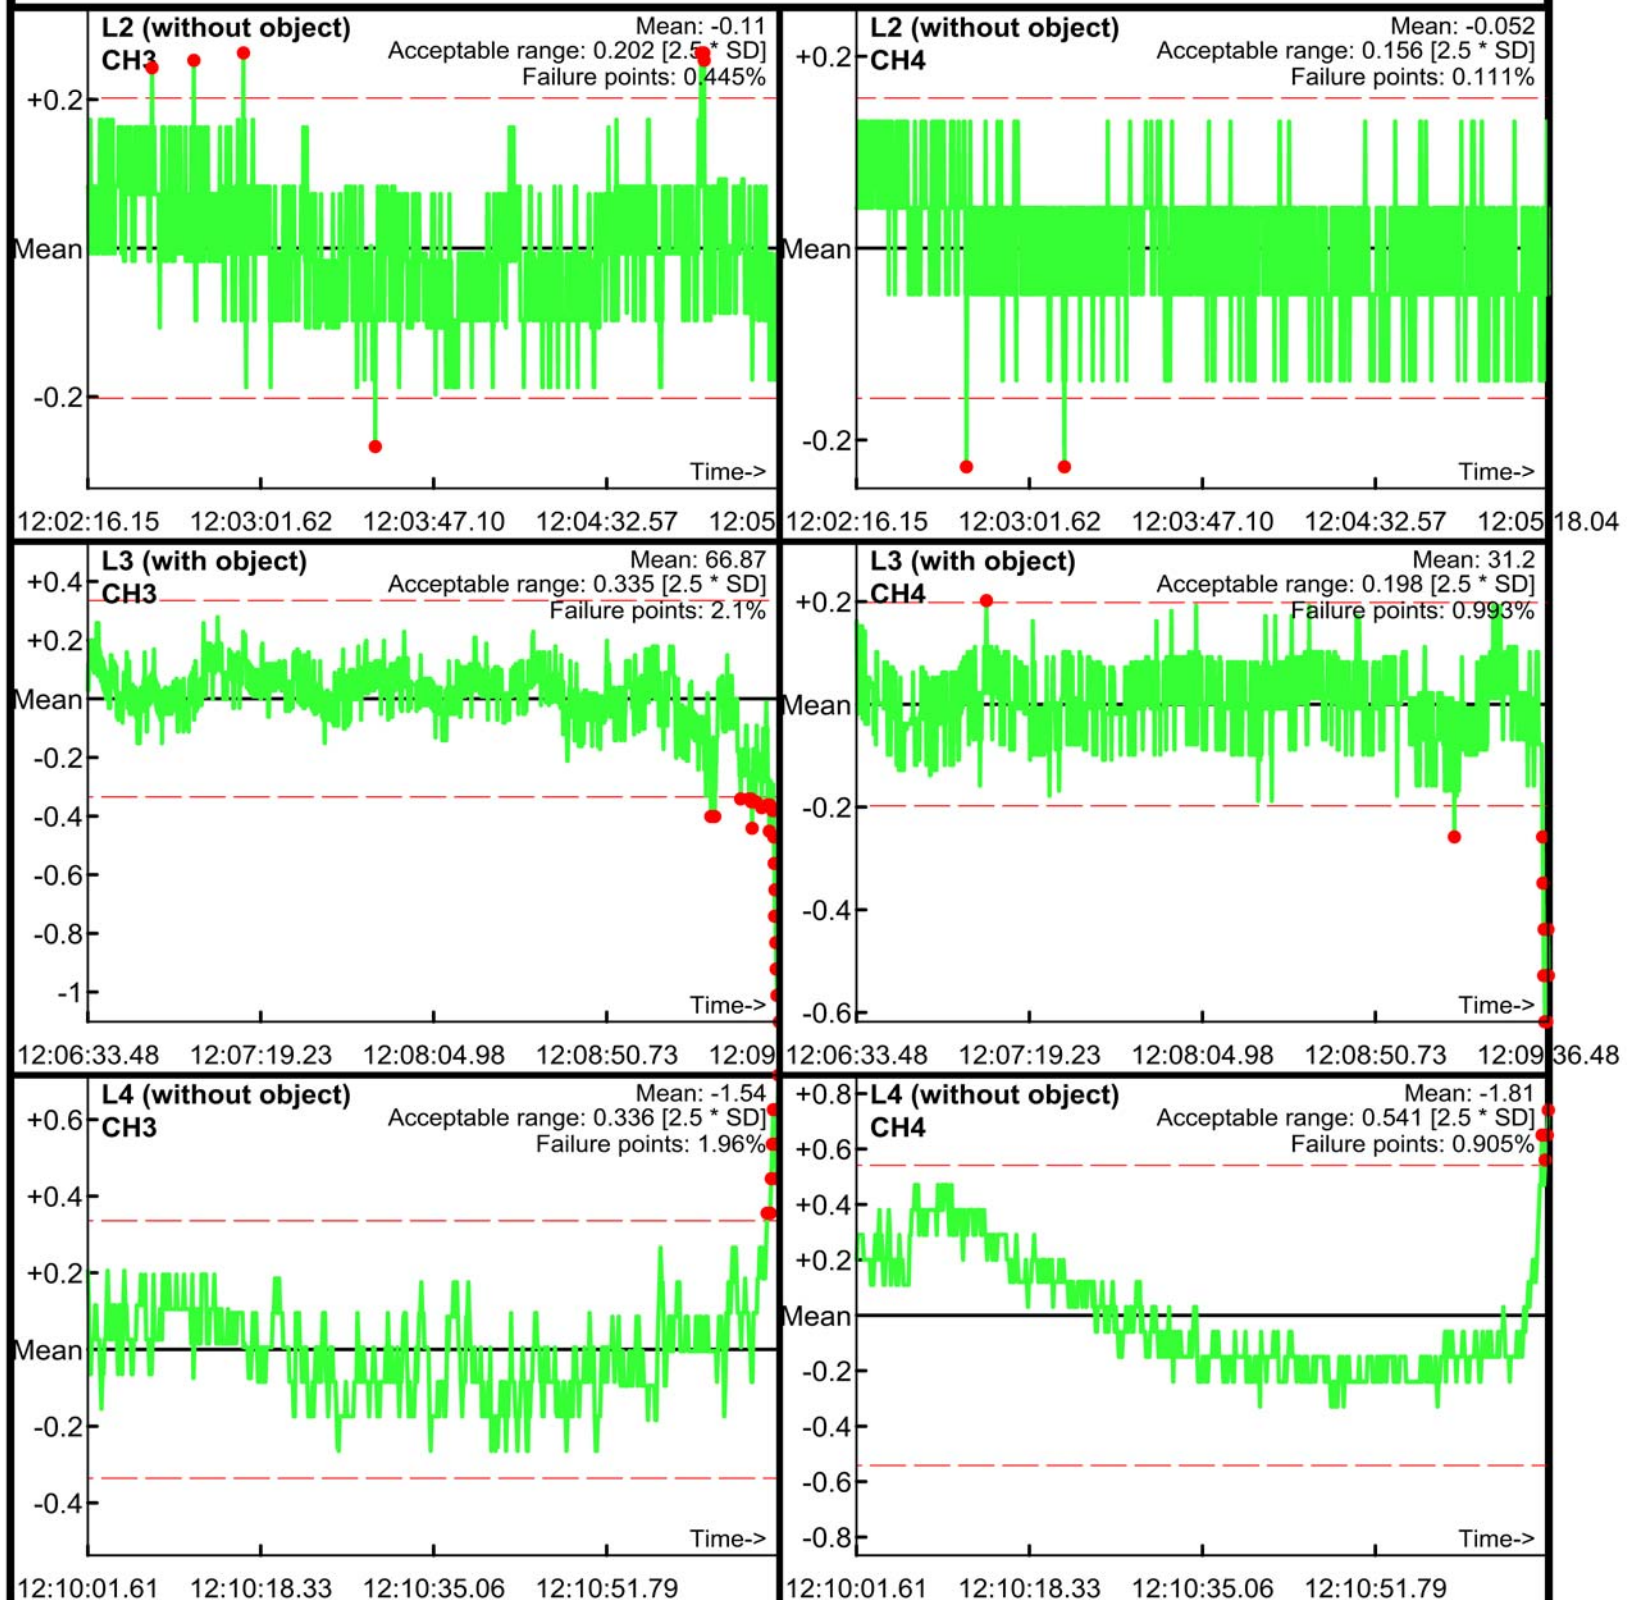 L2 (without object)
CH3
Mean: -0.11
Acceptable range: 0.202 [2.5 * SD]
Failure points: 0.445%
+0.2
Mean
-0.2
Time->
12:02:16.15 12:03:01.62 12:03:47.10 12:04:32.57 12:05
L2 (without object)
CH4
Mean: -0.052
Acceptable range: 0.156 [2.5 * SD]
Failure points: 0.111%
+0.2
Mean
-0.2
Time->
12:02:16.15 12:03:01.62 12:03:47.10 12:04:32.57 12:05:18.04
L3 (with object)
CH3
Mean: 66.87
Acceptable range: 0.335 [2.5 * SD]
Failure points: 2.1%
+0.4
+0.2
Mean
-0.2
-0.4
-0.6
-0.8
-1
Time->
12:06:33.48 12:07:19.23 12:08:04.98 12:08:50.73 12:09
L3 (with object)
CH4
Mean: 31.2
Acceptable range: 0.198 [2.5 * SD]
Failure points: 0.993%
+0.2
Mean
-0.2
-0.4
-0.6
Time->
12:06:33.48 12:07:19.23 12:08:04.98 12:08:50.73 12:09:36.48
L4 (without object)
CH3
Mean: -1.54
Acceptable range: 0.336 [2.5 * SD]
Failure points: 1.96%
+0.6
+0.4
+0.2
Mean
-0.2
-0.4
Time->
12:10:01.61 12:10:18.33 12:10:35.06 12:10:51.79
L4 (without object)
CH4
Mean: -1.81
Acceptable range: 0.541 [2.5 * SD]
Failure points: 0.905%
+0.8
+0.6
+0.4
+0.2
Mean
-0.2
-0.4
-0.6
-0.8
Time->
12:10:01.61 12:10:18.33 12:10:35.06 12:10:51.79